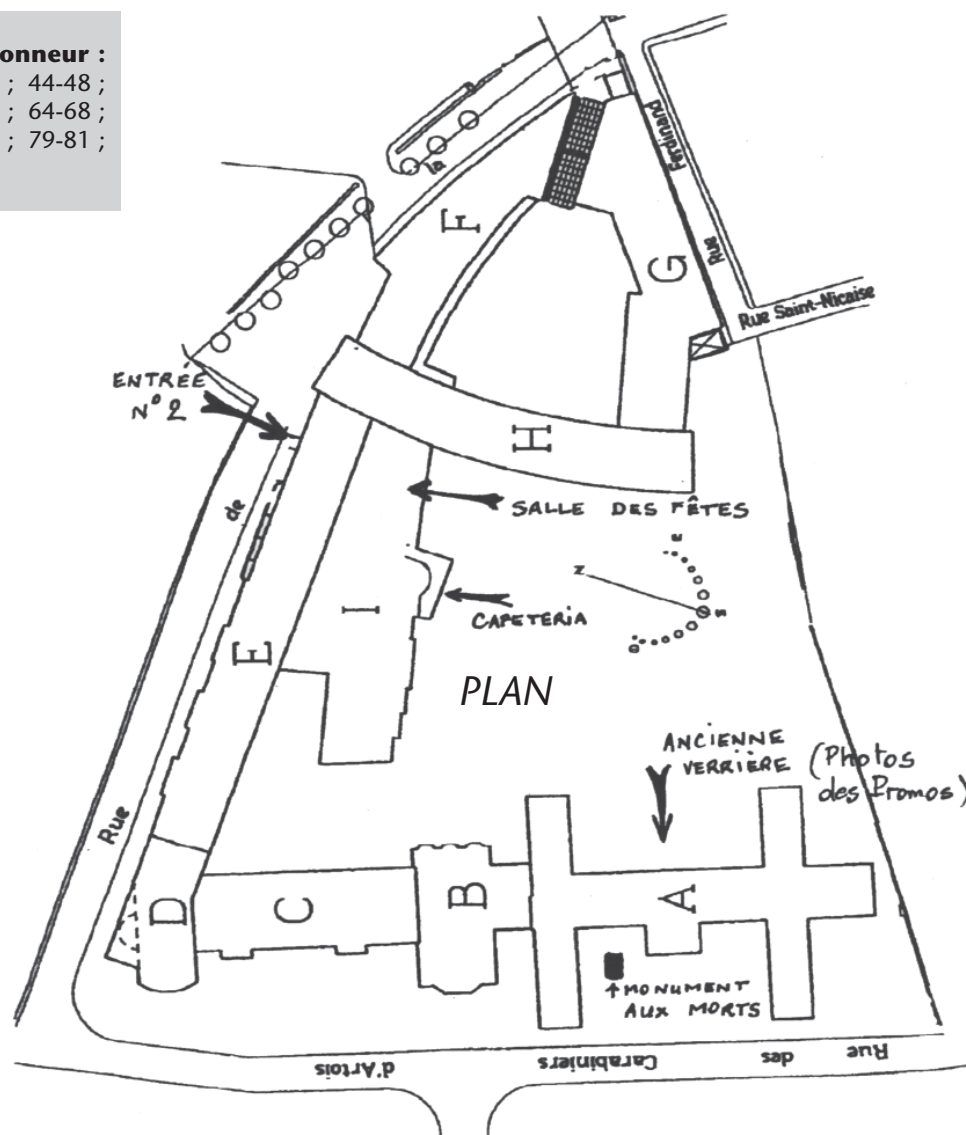 onneur :
; 44-48 ;
; 64-68 ;
; 79-81 ;
la
Ferdinand
Rue
F
G
Rue Saint-Nicaise
ENTRÉE
N° 2
H
de
SALLE DES FÊTES
I
CAFETERIA
E
PLAN
ANCIENNE
VERRIÈRE
(Photos
des Promos)
Rue
D
C
B
A
MONUMENT
AUX MORTS
Rue des Carabiniers d'Artois